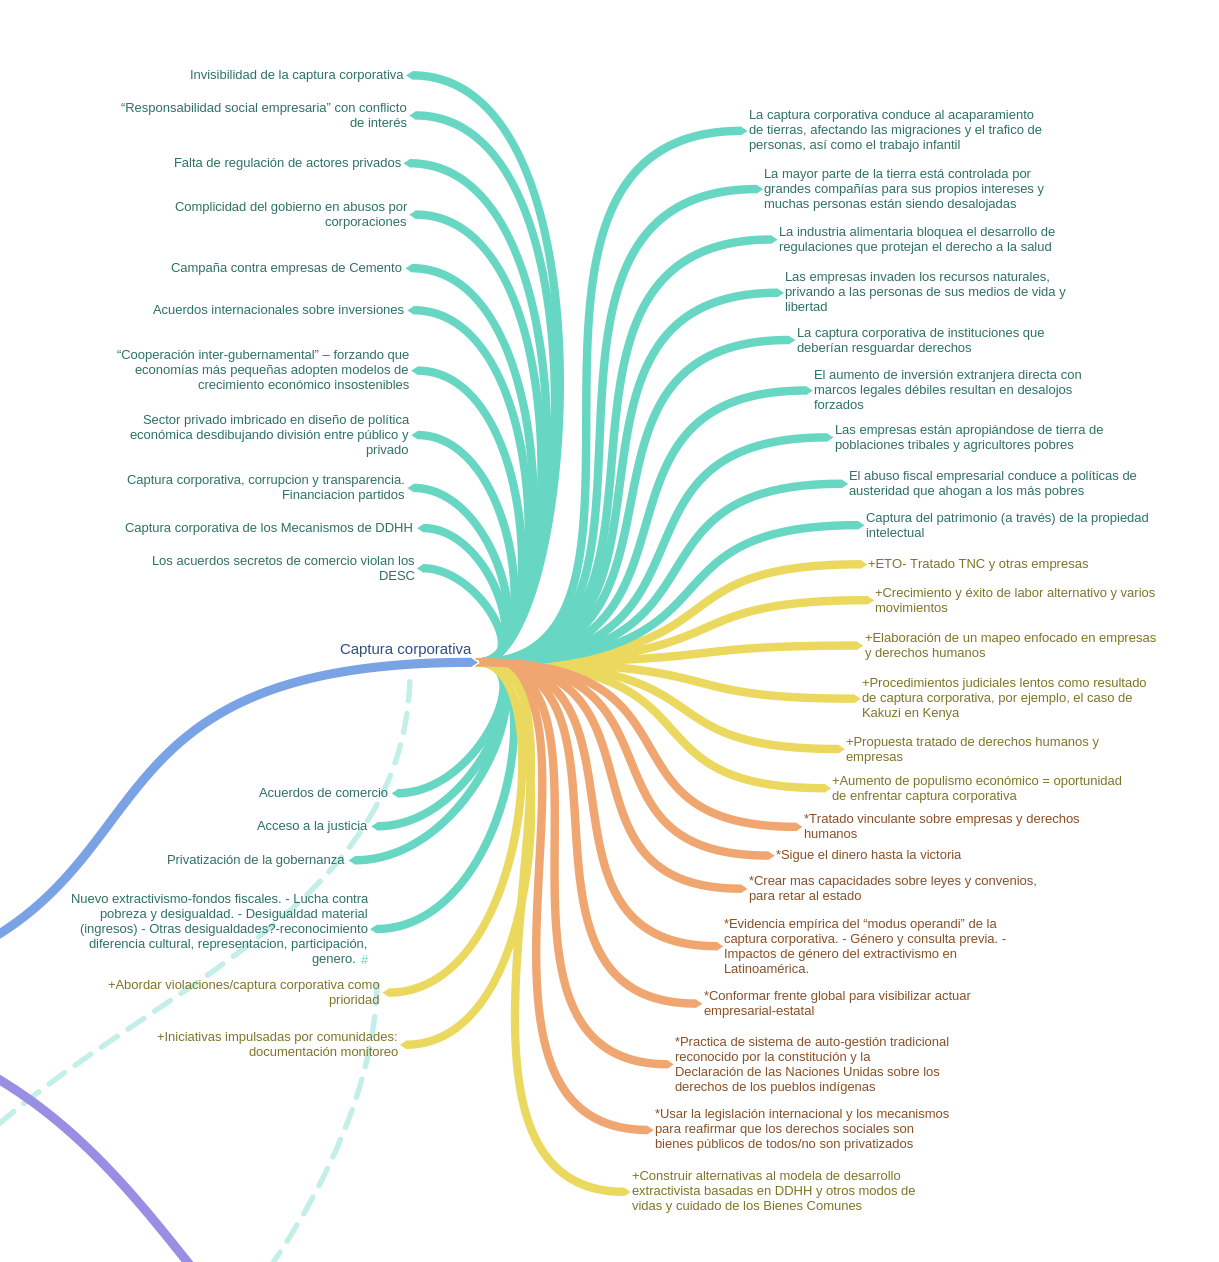 Invisibilidad de la captura corporativa
“Responsabilidad social empresaria” con conflicto
de interés
Falta de regulación de actores privados
Complicidad del gobierno en abusos por
corporaciones
Campaña contra empresas de Cemento
Acuerdos internacionales sobre inversiones
“Cooperación inter-gubernamental” – forzando que
economías más pequeñas adopten modelos de
crecimiento económico insostenibles
Sector privado imbricado en diseño de política
económica desdibujando división entre público y
privado
Captura corporativa, corrupcion y transparencia.
Financiacion partidos
Captura corporativa de los Mecanismos de DDHH
Los acuerdos secretos de comercio violan los
DESC
Captura corporativa
Acuerdos de comercio
Acceso a la justicia
Privatización de la gobernanza
Nuevo extractivismo-fondos fiscales. - Lucha contra
pobreza y desigualdad. - Desigualdad material
(ingresos) - Otras desigualdades?-reconocimiento
diferencia cultural, representacion, participación,
genero. #
+Abordar violaciones/captura corporativa como
prioridad
+Iniciativas impulsadas por comunidades:
documentación monitoreo
La captura corporativa conduce al acaparamiento
de tierras, afectando las migraciones y el trafico de
personas, así como el trabajo infantil
La mayor parte de la tierra está controlada por
grandes compañías para sus propios intereses y
muchas personas están siendo desalojadas
La industria alimentaria bloquea el desarrollo de
regulaciones que protejan el derecho a la salud
Las empresas invaden los recursos naturales,
privando a las personas de sus medios de vida y
libertad
La captura corporativa de instituciones que
deberían resguardar derechos
El aumento de inversión extranjera directa con
marcos legales débiles resultan en desalojos
forzados
Las empresas están apropiándose de tierra de
poblaciones tribales y agricultores pobres
El abuso fiscal empresarial conduce a políticas de
austeridad que ahogan a los más pobres
Captura del patrimonio (a través) de la propiedad
intelectual
+ETO- Tratado TNC y otras empresas
+Crecimiento y éxito de labor alternativo y varios
movimientos
+Elaboración de un mapeo enfocado en empresas
y derechos humanos
+Procedimientos judiciales lentos como resultado
de captura corporativa, por ejemplo, el caso de
Kakuzi en Kenya
+Propuesta tratado de derechos humanos y
empresas
+Aumento de populismo económico = oportunidad
de enfrentar captura corporativa
*Tratado vinculante sobre empresas y derechos
humanos
*Sigue el dinero hasta la victoria
*Crear mas capacidades sobre leyes y convenios,
para retar al estado
*Evidencia empírica del “modus operandi” de la
captura corporativa. - Género y consulta previa. -
Impactos de género del extractivismo en
Latinoamérica.
*Conformar frente global para visibilizar actuar
empresarial-estatal
*Practica de sistema de auto-gestión tradicional
reconocido por la constitución y la
Declaración de las Naciones Unidas sobre los
derechos de los pueblos indígenas
*Usar la legislación internacional y los mecanismos
para reafirmar que los derechos sociales son
bienes públicos de todos/no son privatizados
+Construir alternativas al modela de desarrollo
extractivista basadas en DDHH y otros modos de
vidas y cuidado de los Bienes Comunes